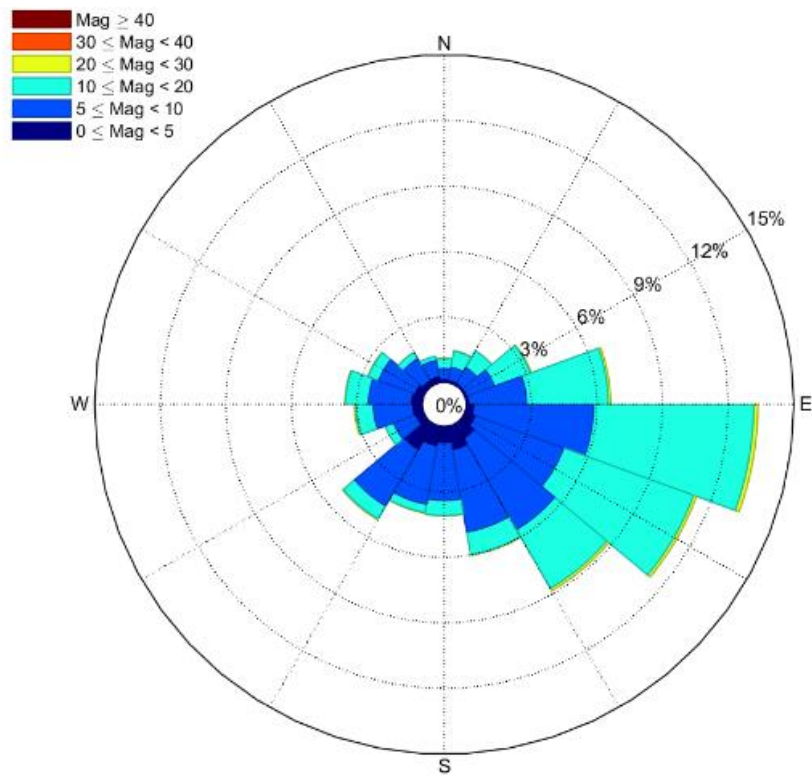 Mag ≥ 40
30 ≤ Mag < 40
20 ≤ Mag < 30
10 ≤ Mag < 20
5 ≤ Mag < 10
0 ≤ Mag < 5
N
15%
12%
9%
6%
3%
W
0%
E
S